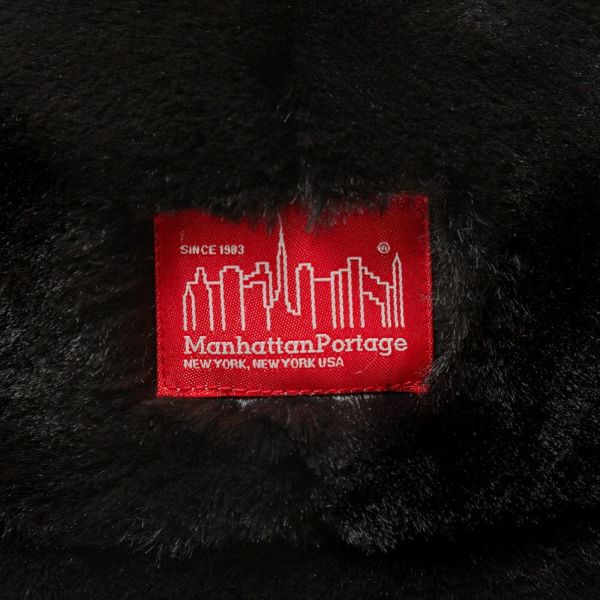 SINCE 1983
®
ManhattanPortage
NEW YORK, NEW YORK USA